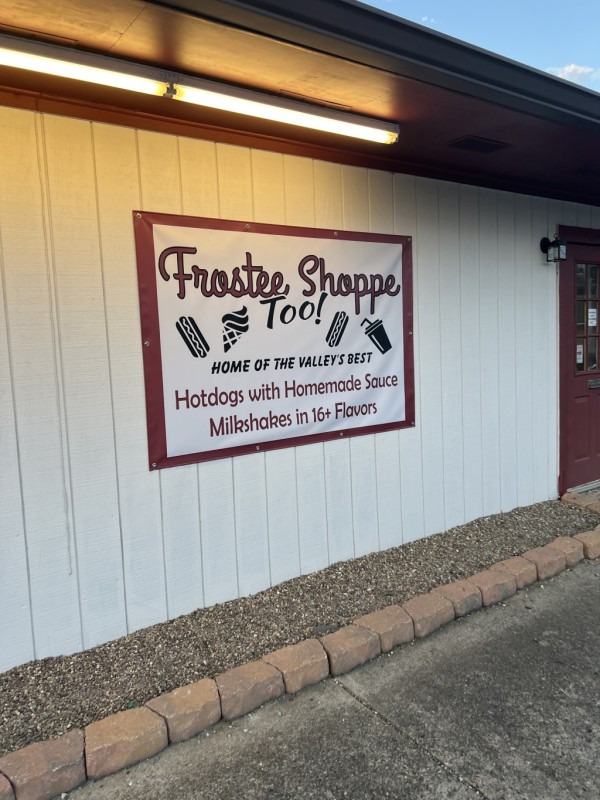 Frostee Shoppe
Too!
HOME OF THE VALLEY'S BEST
Hotdogs with Homemade Sauce
Milkshakes in 16+ Flavors